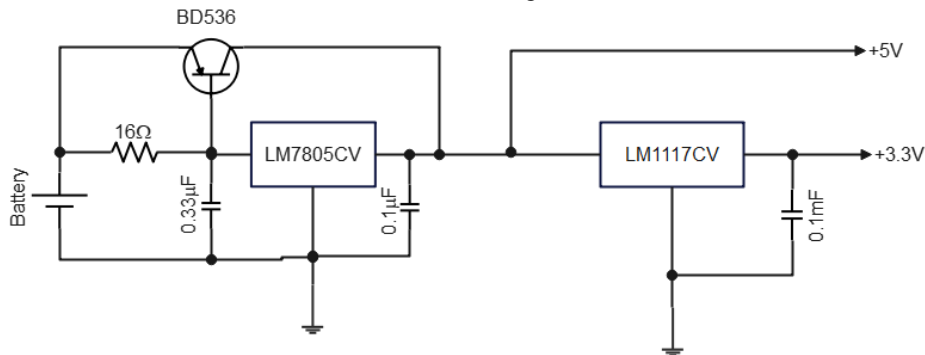 BD536
+5V
16Ω
LM7805CV
LM1117CV
+3.3V
Battery
0.33μF
0.1μF
0.1mF